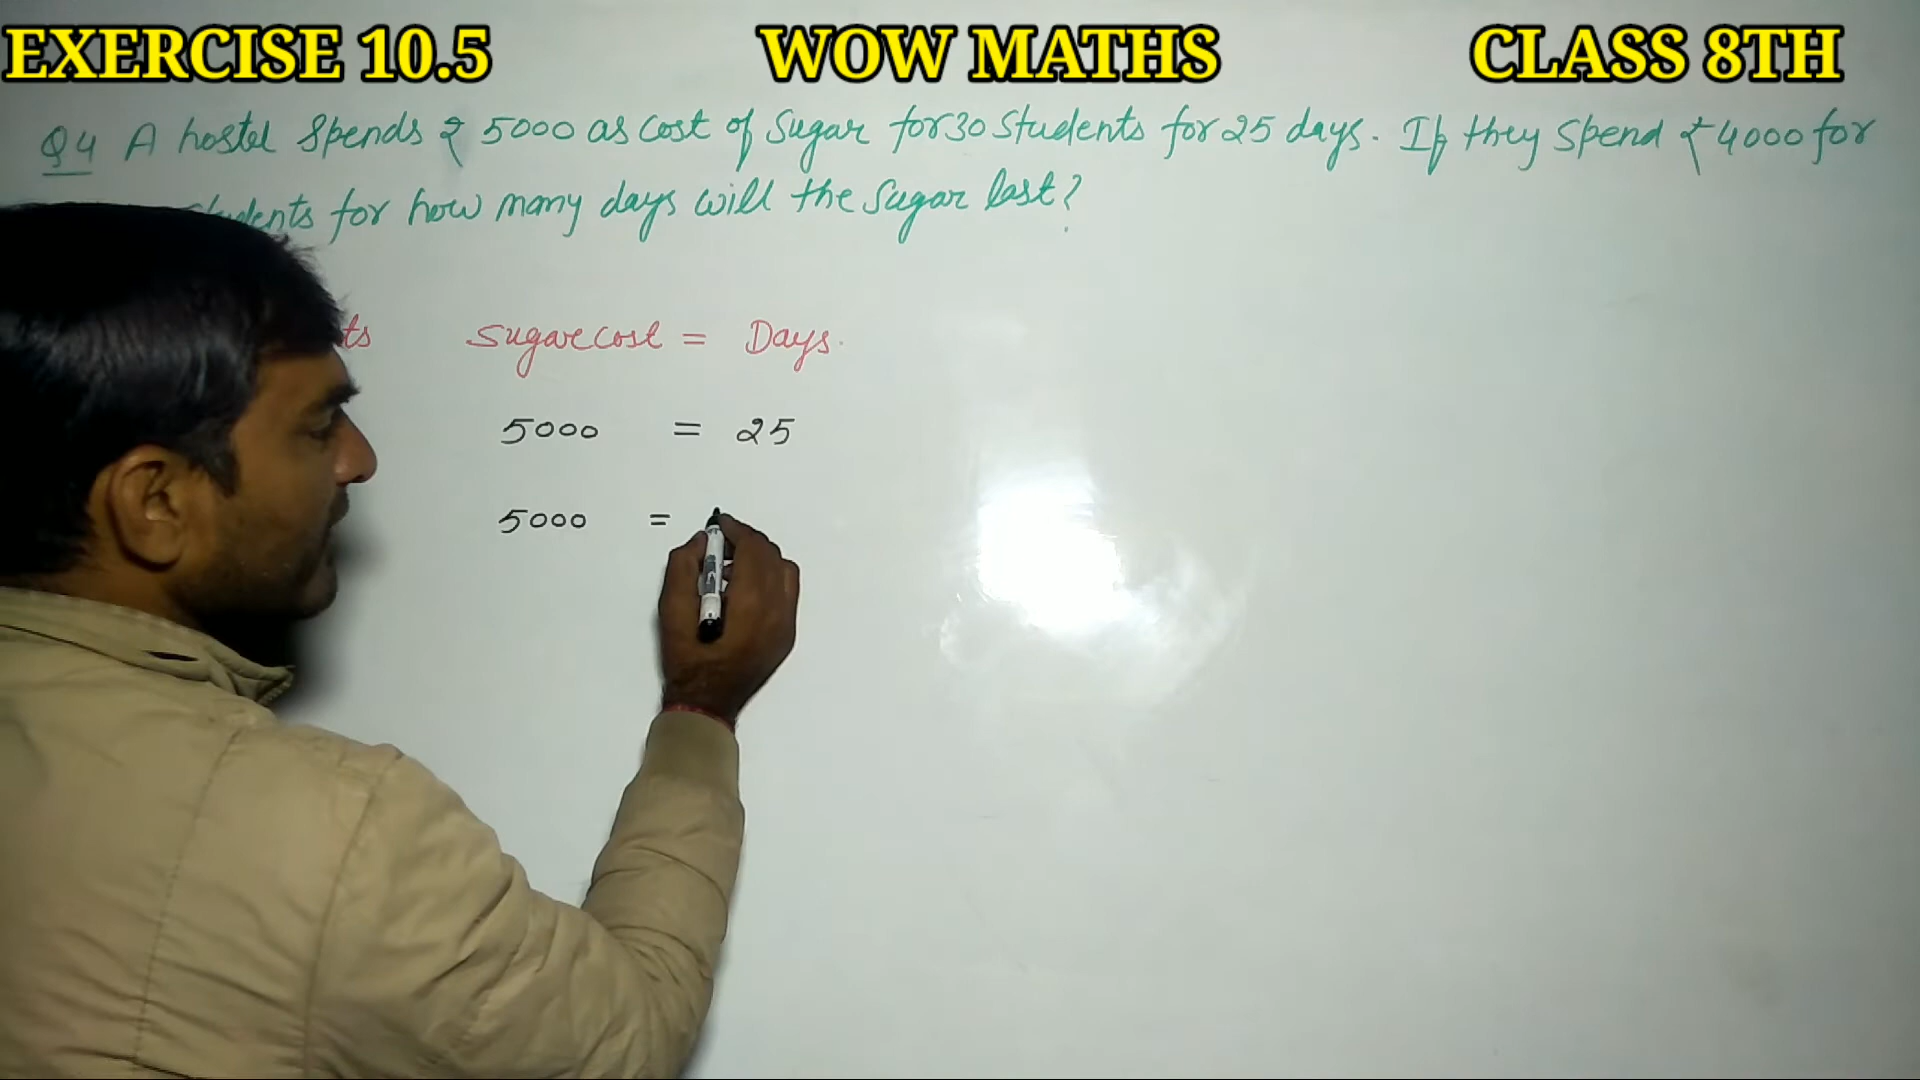 EXERCISE 10.5 WOW MATHS CLASS 8TH
Q4 A hostel Spends ₹ 5000 as cost of Sugar for 30 Students for 25 days. If they Spend ₹ 4000 for
for how many days will the Sugar last?
Sugar cost = Days.
5000 = 25
5000 =